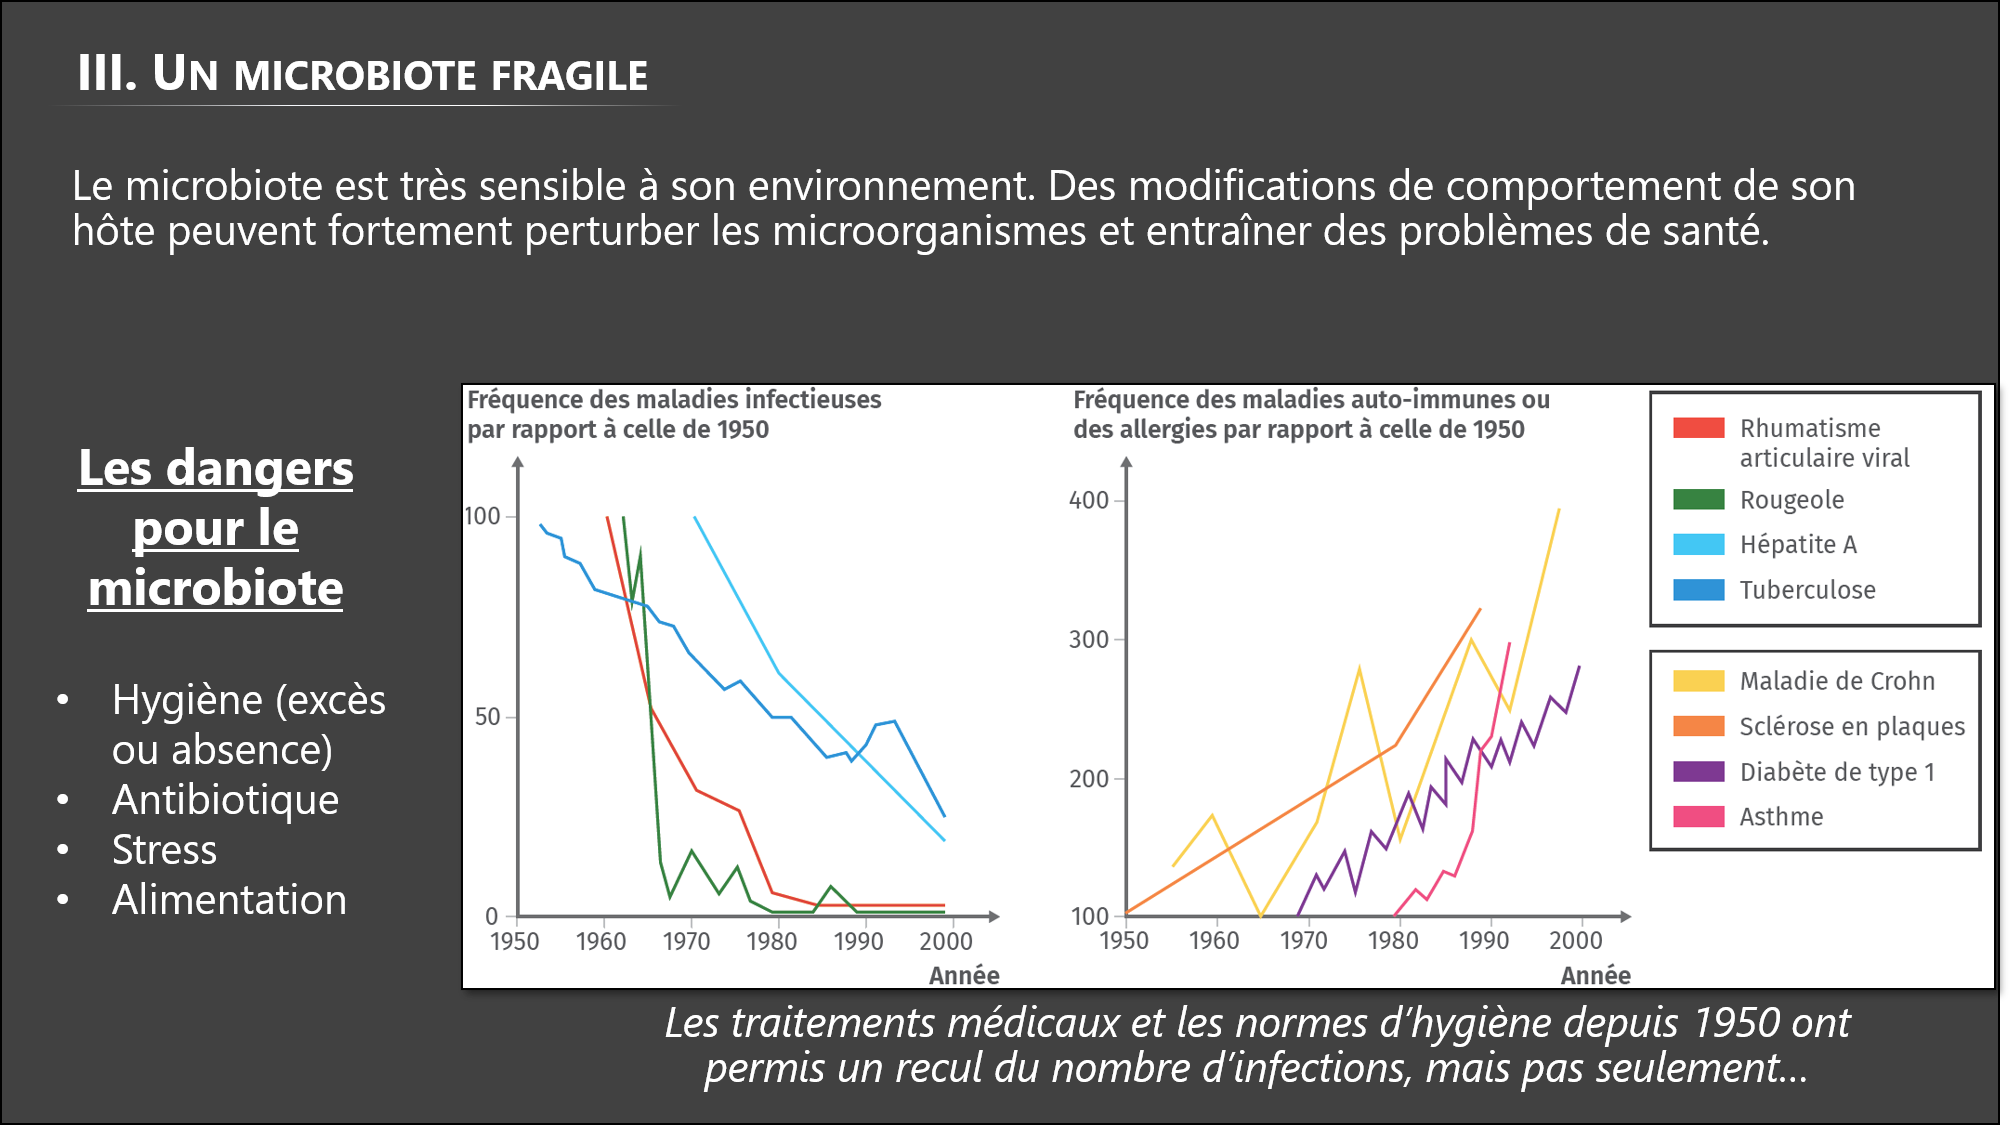 III. UN MICROBIOTE FRAGILE
Le microbiote est très sensible à son environnement. Des modifications de comportement de son
hôte peuvent fortement perturber les microorganismes et entraîner des problèmes de santé.
Les dangers
pour le
microbiote
• Hygiène (excès
ou absence)
• Antibiotique
• Stress
• Alimentation
Fréquence des maladies infectieuses
par rapport à celle de 1950
100
50
0
1950 1960 1970 1980 1990 2000
Année
Fréquence des maladies auto-immunes ou
des allergies par rapport à celle de 1950
400
300
200
100
1950 1960 1970 1980 1990 2000
Année
Rhumatisme
articulaire viral
Rougeole
Hépatite A
Tuberculose
Maladie de Crohn
Sclérose en plaques
Diabète de type 1
Asthme
Les traitements médicaux et les normes d’hygiène depuis 1950 ont
permis un recul du nombre d’infections, mais pas seulement…